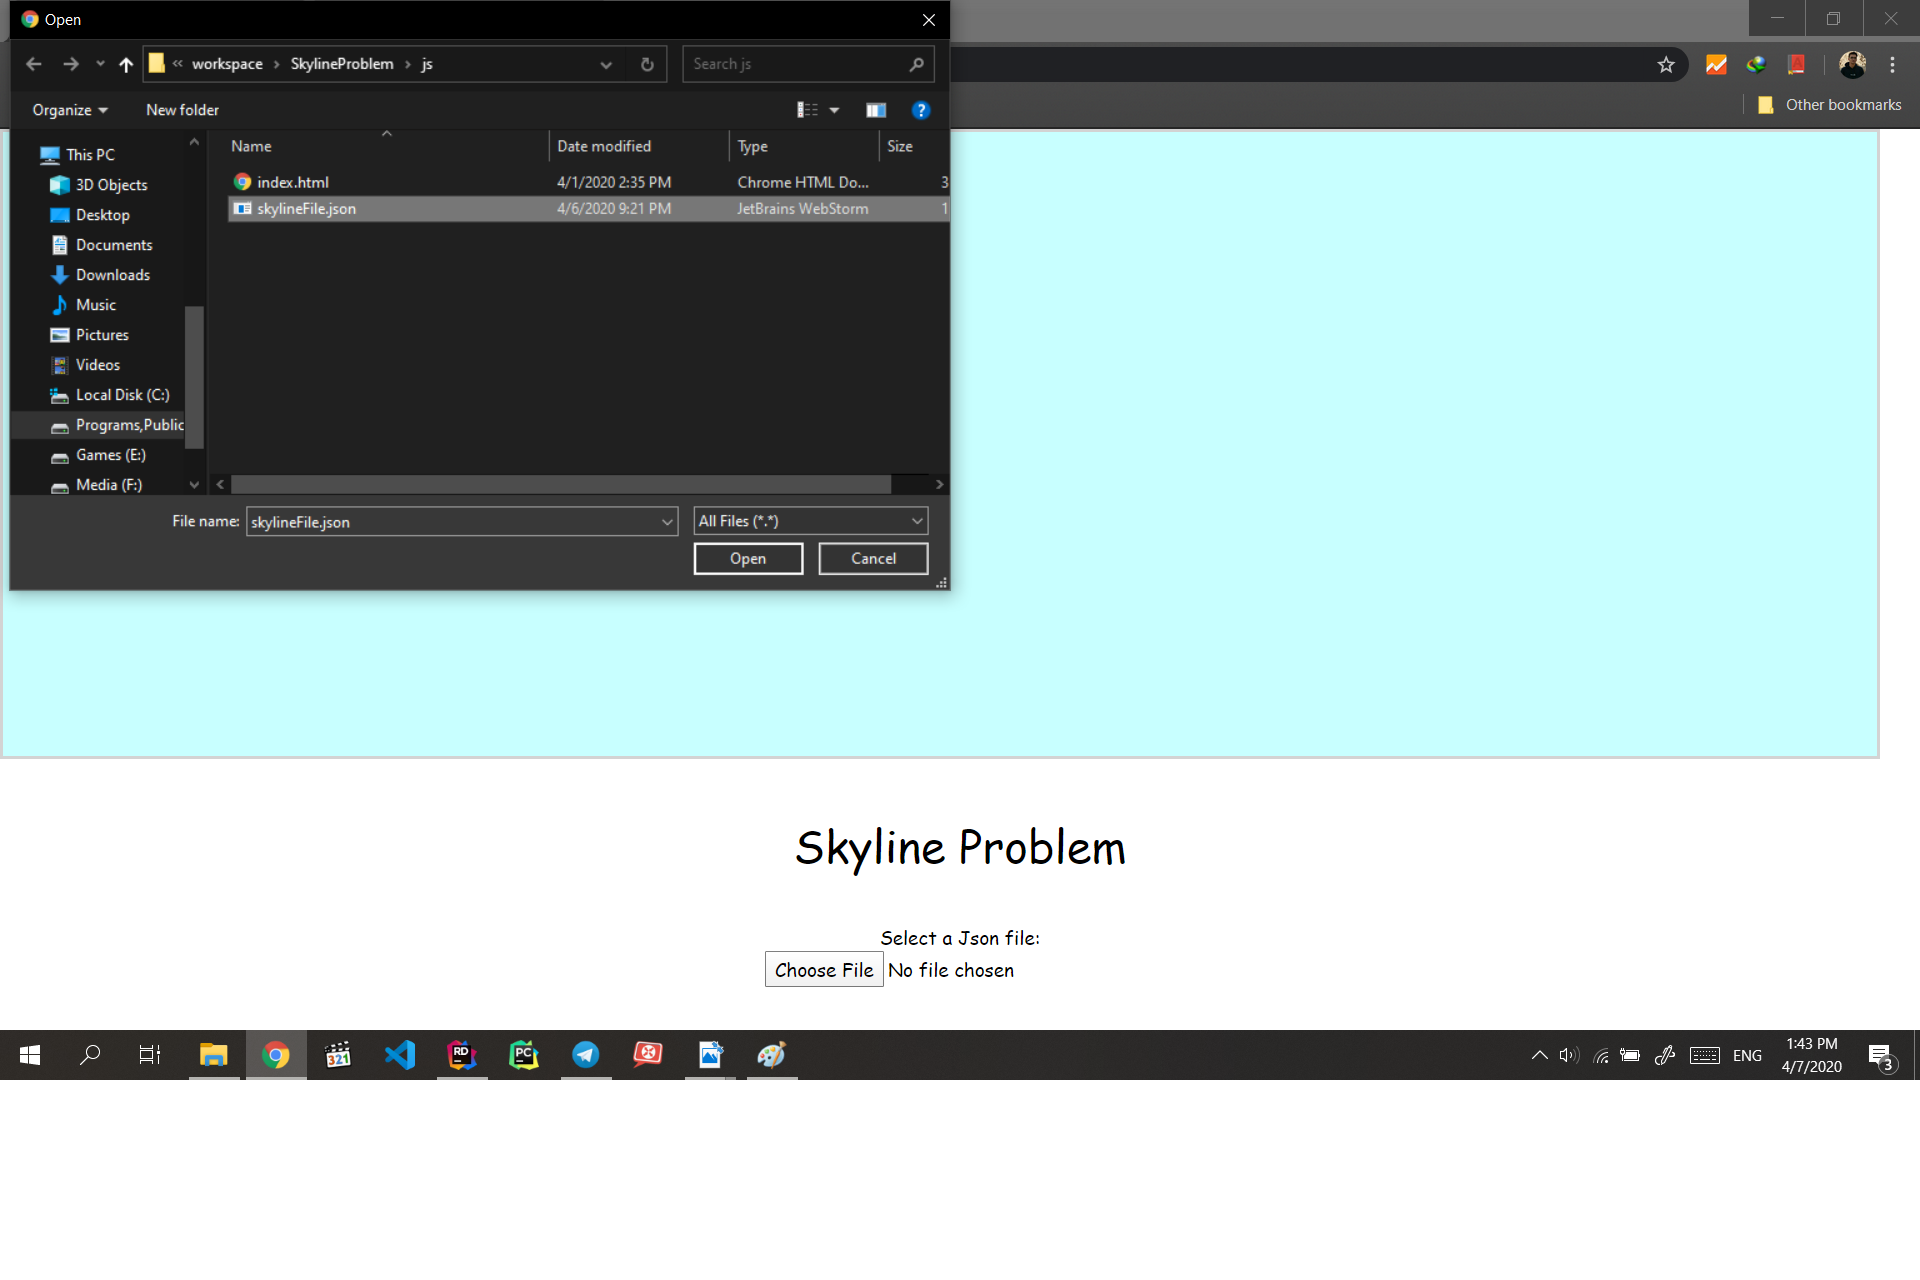 Open
workspace SkylineProblem js
Search js
Organize New folder
Other bookmarks
Name Date modified Type Size
This PC
3D Objects
Desktop
Documents
Downloads
Music
Pictures
Videos
Local Disk (C:)
Programs,Public
Games (E:)
Media (F:)
index.html 4/1/2020 2:35 PM Chrome HTML Do... 3
skylineFile.json 4/6/2020 9:21 PM JetBrains WebStorm 1
File name: skylineFile.json All Files (*.*)
Open Cancel
Skyline Problem
Select a Json file:
Choose File No file chosen
321
RD
PC
ENG
1:43 PM
4/7/2020
3